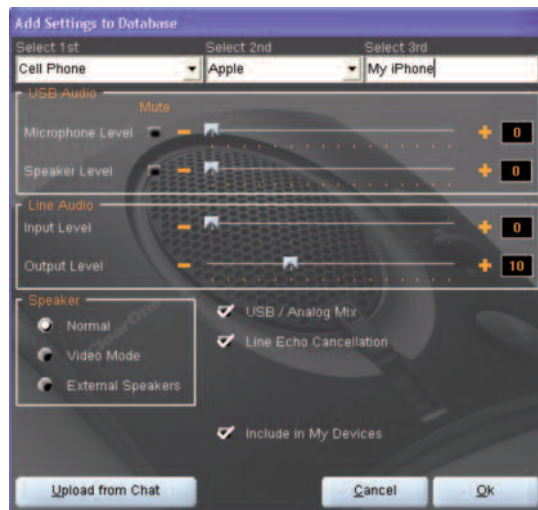 Add Settings to Database
Select 1st Select 2nd Select 3rd
Cell Phone Apple My iPhone
USB Audio
Mute
Microphone Level 0
Speaker Level 0
Line Audio
Input Level 0
Output Level 10
Speaker
Normal
Video Mode
External Speakers
USB / Analog Mix
Line Echo Cancellation
Include in My Devices
Upload from Chat Cancel Ok